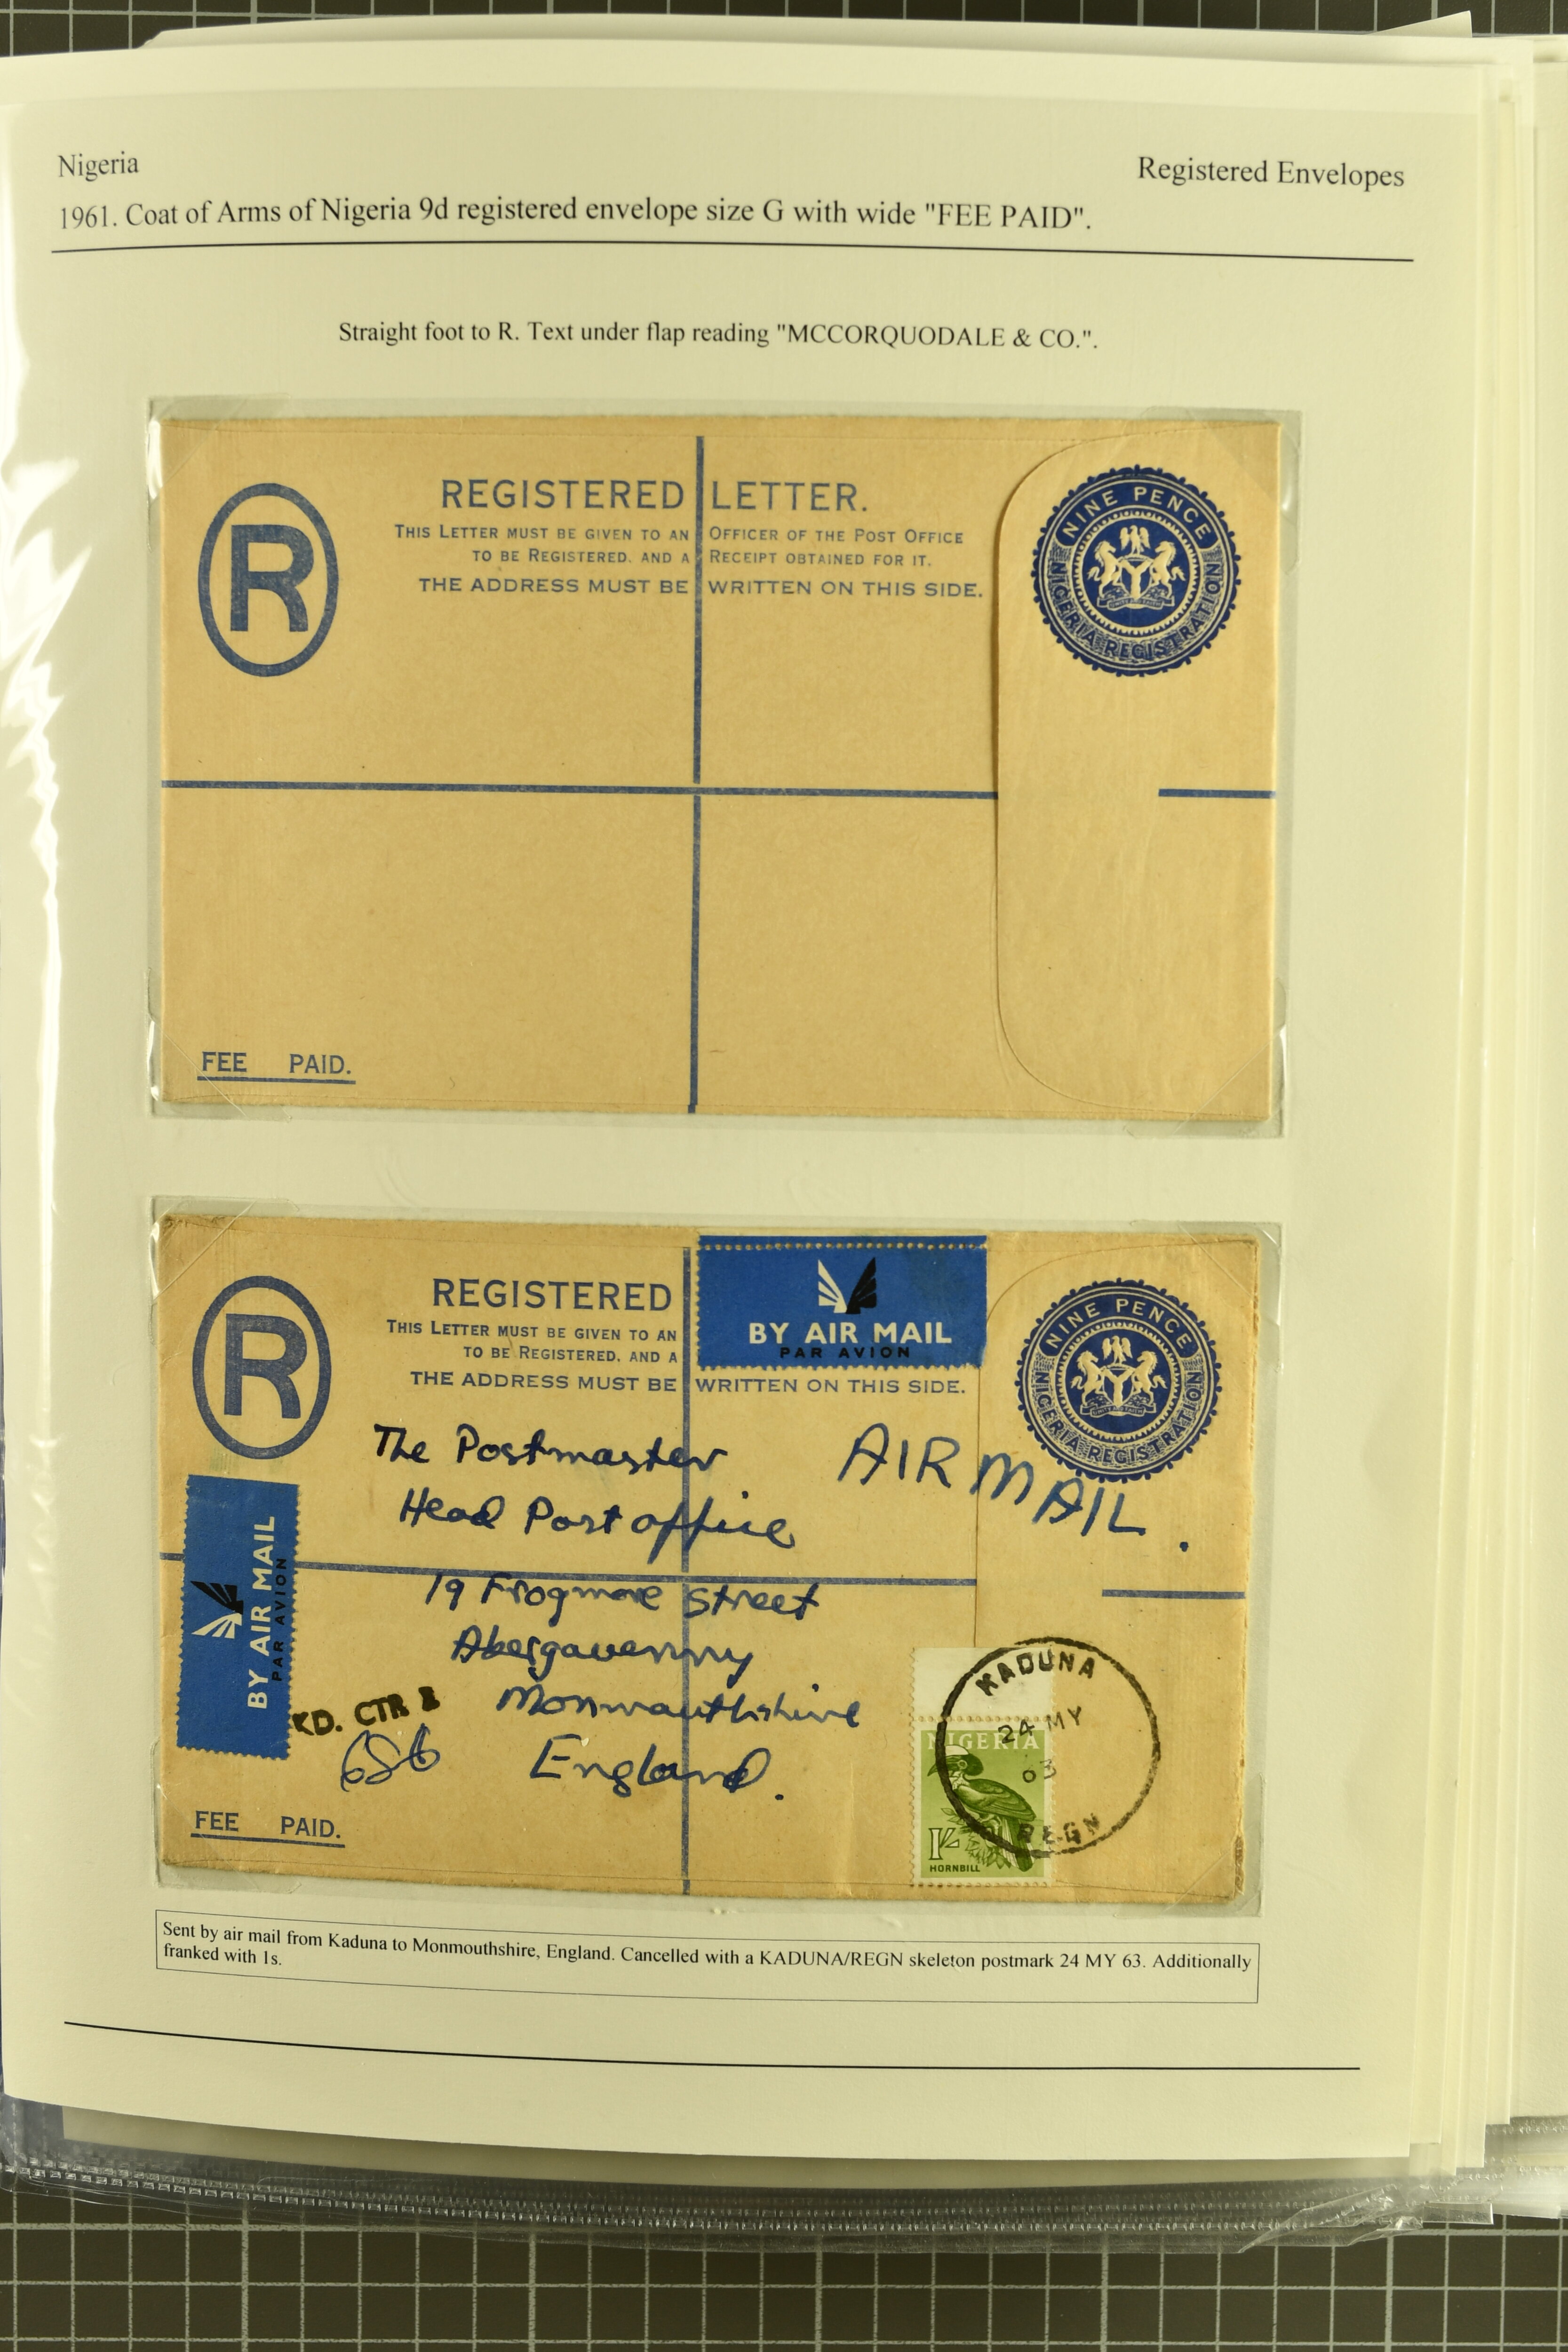 Nigeria
Registered Envelopes
1961. Coat of Arms of Nigeria 9d registered envelope size G with wide "FEE PAID".
Straight foot to R. Text under flap reading "MCCORQUODALE & CO.".
R
REGISTERED LETTER.
THIS LETTER MUST BE GIVEN TO AN OFFICER OF THE POST OFFICE
TO BE REGISTERED, AND A RECEIPT OBTAINED FOR IT.
THE ADDRESS MUST BE WRITTEN ON THIS SIDE.
NINE PENCE
NIGERIA REGISTRATION
FEE PAID.
R
REGISTERED
THIS LETTER MUST BE GIVEN TO AN
TO BE REGISTERED, AND A
THE ADDRESS MUST BE WRITTEN ON THIS SIDE.
BY AIR MAIL
PAR AVION
NINE PENCE
NIGERIA REGISTRATION
The Postmaster
Head Post office
19 Frogmore Street
Abergavenny
Monmouthshire
England.
AIR MAIL.
BY AIR MAIL
PAR AVION
KD. CTR
686
FEE PAID.
KADUNA
24 MY
63
REGN
NIGERIA
1/-
HORNBILL
Sent by air mail from Kaduna to Monmouthshire, England. Cancelled with a KADUNA/REGN skeleton postmark 24 MY 63. Additionally
franked with 1s.